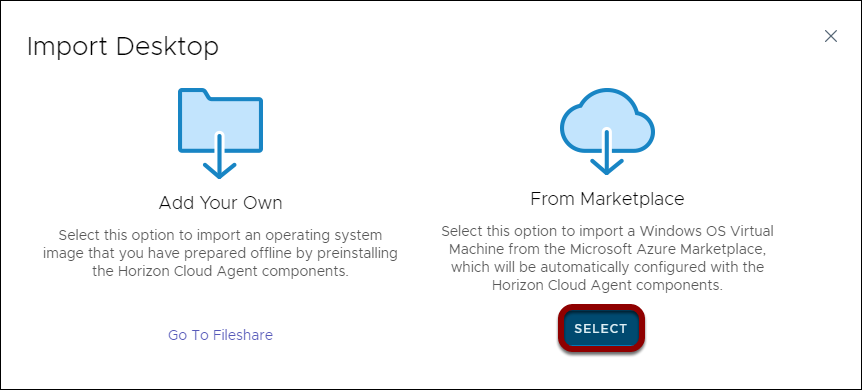 Import Desktop
Add Your Own
Select this option to import an operating system
image that you have prepared offline by preinstalling
the Horizon Cloud Agent components.
Go To Fileshare
From Marketplace
Select this option to import a Windows OS Virtual
Machine from the Microsoft Azure Marketplace,
which will be automatically configured with the
Horizon Cloud Agent components.
SELECT